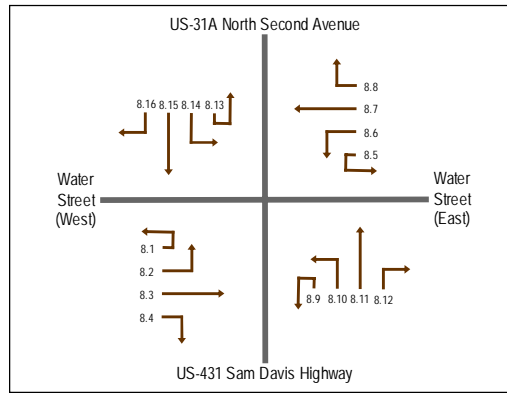 US-31A North Second Avenue
8.16 8.15 8.14 8.13
8.8
8.7
8.6
8.5
Water
Street
(West)
Water
Street
(East)
8.1
8.2
8.3
8.4
8.9 8.10 8.11 8.12
US-431 Sam Davis Highway